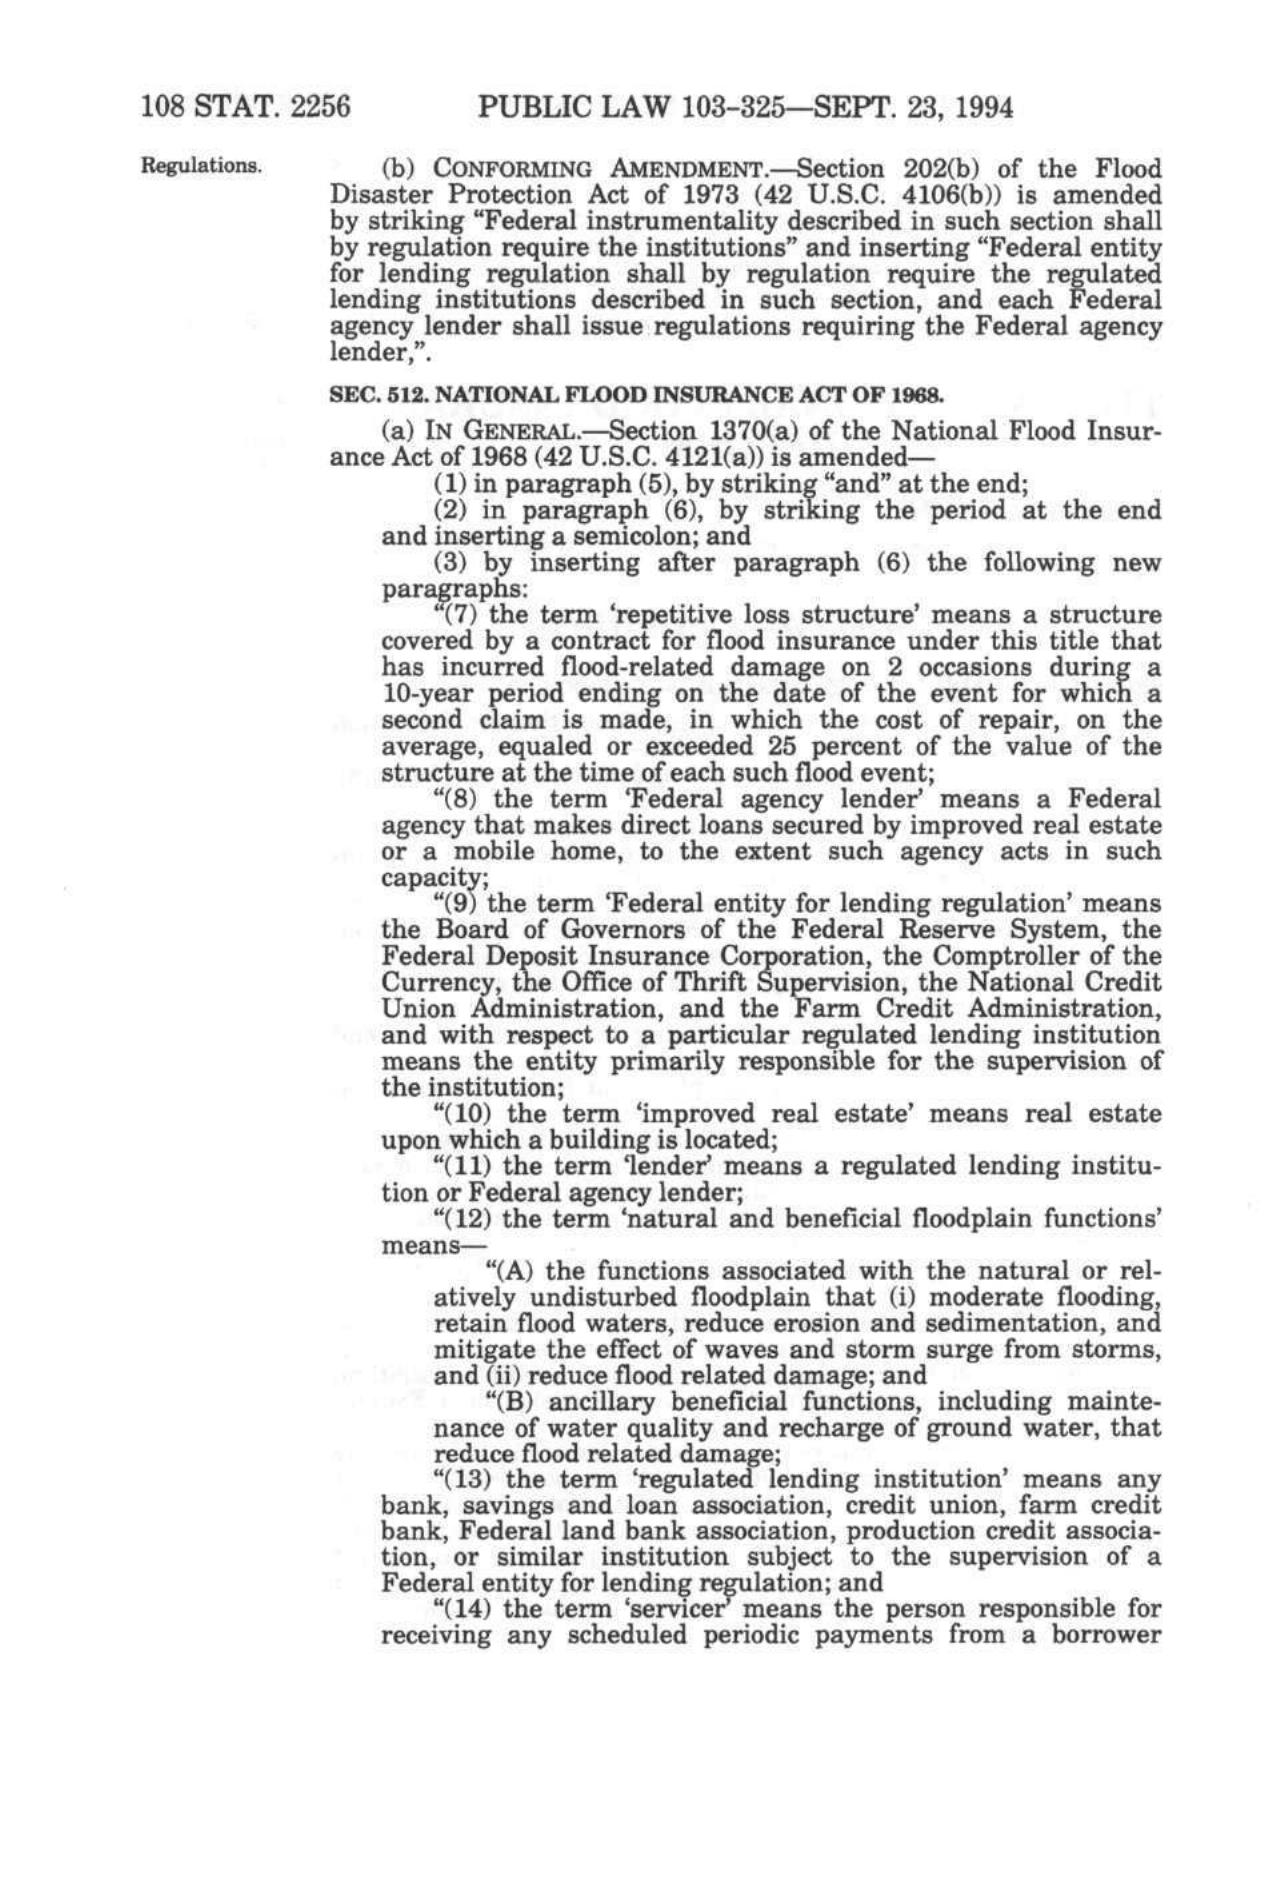 108 STAT. 2256 PUBLIC LAW 103–325—SEPT. 23, 1994
Regulations.
(b) CONFORMING AMENDMENT.—Section 202(b) of the Flood
Disaster Protection Act of 1973 (42 U.S.C. 4106(b)) is amended
by striking “Federal instrumentality described in such section shall
by regulation require the institutions” and inserting “Federal entity
for lending regulation shall by regulation require the regulated
lending institutions described in such section, and each Federal
agency lender shall issue regulations requiring the Federal agency
lender,”.
SEC. 512. NATIONAL FLOOD INSURANCE ACT OF 1968.
(a) IN GENERAL.—Section 1370(a) of the National Flood Insur-
ance Act of 1968 (42 U.S.C. 4121(a)) is amended—
(1) in paragraph (5), by striking “and” at the end;
(2) in paragraph (6), by striking the period at the end
and inserting a semicolon; and
(3) by inserting after paragraph (6) the following new
paragraphs:
“(7) the term ‘repetitive loss structure’ means a structure
covered by a contract for flood insurance under this title that
has incurred flood-related damage on 2 occasions during a
10-year period ending on the date of the event for which a
second claim is made, in which the cost of repair, on the
average, equaled or exceeded 25 percent of the value of the
structure at the time of each such flood event;
“(8) the term ‘Federal agency lender’ means a Federal
agency that makes direct loans secured by improved real estate
or a mobile home, to the extent such agency acts in such
capacity;
“(9) the term ‘Federal entity for lending regulation’ means
the Board of Governors of the Federal Reserve System, the
Federal Deposit Insurance Corporation, the Comptroller of the
Currency, the Office of Thrift Supervision, the National Credit
Union Administration, and the Farm Credit Administration,
and with respect to a particular regulated lending institution
means the entity primarily responsible for the supervision of
the institution;
“(10) the term ‘improved real estate’ means real estate
upon which a building is located;
“(11) the term ‘lender’ means a regulated lending institu-
tion or Federal agency lender;
“(12) the term ‘natural and beneficial floodplain functions’
means—
“(A) the functions associated with the natural or rel-
atively undisturbed floodplain that (i) moderate flooding,
retain flood waters, reduce erosion and sedimentation, and
mitigate the effect of waves and storm surge from storms,
and (ii) reduce flood related damage; and
“(B) ancillary beneficial functions, including mainte-
nance of water quality and recharge of ground water, that
reduce flood related damage;
“(13) the term ‘regulated lending institution’ means any
bank, savings and loan association, credit union, farm credit
bank, Federal land bank association, production credit associa-
tion, or similar institution subject to the supervision of a
Federal entity for lending regulation; and
“(14) the term ‘servicer’ means the person responsible for
receiving any scheduled periodic payments from a borrower